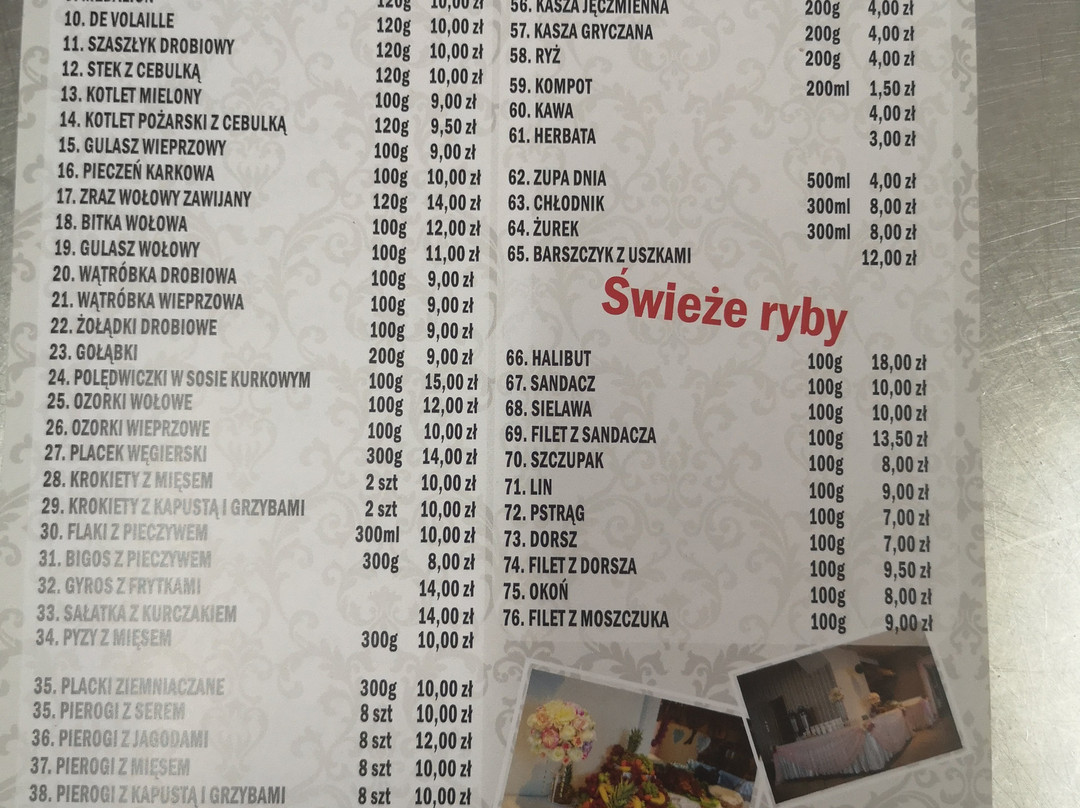 120g 10,00 zł
10. DE VOLAILLE 120g 10,00 zł
11. SZASZŁYK DROBIOWY 120g 10,00 zł
12. STEK Z CEBULKĄ 120g 10,00 zł
13. KOTLET MIELONY 100g 9,00 zł
14. KOTLET POŻARSKI Z CEBULKĄ 120g 9,50 zł
15. GULASZ WIEPRZOWY 100g 9,00 zł
16. PIECZEŃ KARKOWA 100g 10,00 zł
17. ZRAZ WOŁOWY ZAWIJANY 120g 14,00 zł
18. BITKA WOŁOWA 100g 12,00 zł
19. GULASZ WOŁOWY 100g 11,00 zł
20. WĄTRÓBKA DROBIOWA 100g 9,00 zł
21. WĄTRÓBKA WIEPRZOWA 100g 9,00 zł
22. ŻOŁĄDKI DROBIOWE 100g 9,00 zł
23. GOŁĄBKI 200g 9,00 zł
24. POLĘDWICZKI W SOSIE KURKOWYM 100g 15,00 zł
25. OZORKI WOŁOWE 100g 12,00 zł
26. OZORKI WIEPRZOWE 100g 10,00 zł
27. PLACEK WĘGIERSKI 300g 14,00 zł
28. KROKIETY Z MIĘSEM 2 szt 10,00 zł
29. KROKIETY Z KAPUSTĄ I GRZYBAMI 2 szt 10,00 zł
30. FLAKI Z PIECZYWEM 300ml 10,00 zł
31. BIGOS Z PIECZYWEM 300g 8,00 zł
32. GYROS Z FRYTKAMI 14,00 zł
33. SAŁATKA Z KURCZAKIEM 14,00 zł
34. PYZY Z MIĘSEM 300g 10,00 zł
35. PLACKI ZIEMNIACZANE 300g 10,00 zł
35. PIEROGI Z SEREM 8 szt 10,00 zł
36. PIEROGI Z JAGODAMI 8 szt 12,00 zł
37. PIEROGI Z MIĘSEM 8 szt 10,00 zł
38. PIEROGI Z KAPUSTĄ I GRZYBAMI 8 szt 10,00 zł
56. KASZA JĘCZMIENNA 200g 4,00 zł
57. KASZA GRYCZANA 200g 4,00 zł
58. RYŻ 200g 4,00 zł
59. KOMPOT 200ml 1,50 zł
60. KAWA 4,00 zł
61. HERBATA 3,00 zł
62. ZUPA DNIA 500ml 4,00 zł
63. CHŁODNIK 300ml 8,00 zł
64. ŻUREK 300ml 8,00 zł
65. BARSZCZYK Z USZKAMI 12,00 zł
Świeże ryby
66. HALIBUT 100g 18,00 zł
67. SANDACZ 100g 10,00 zł
68. SIELAWA 100g 10,00 zł
69. FILET Z SANDACZA 100g 13,50 zł
70. SZCZUPAK 100g 8,00 zł
71. LIN 100g 9,00 zł
72. PSTRĄG 100g 7,00 zł
73. DORSZ 100g 7,00 zł
74. FILET Z DORSZA 100g 9,50 zł
75. OKOŃ 100g 8,00 zł
76. FILET Z MOSZCZUKA 100g 9,00 zł